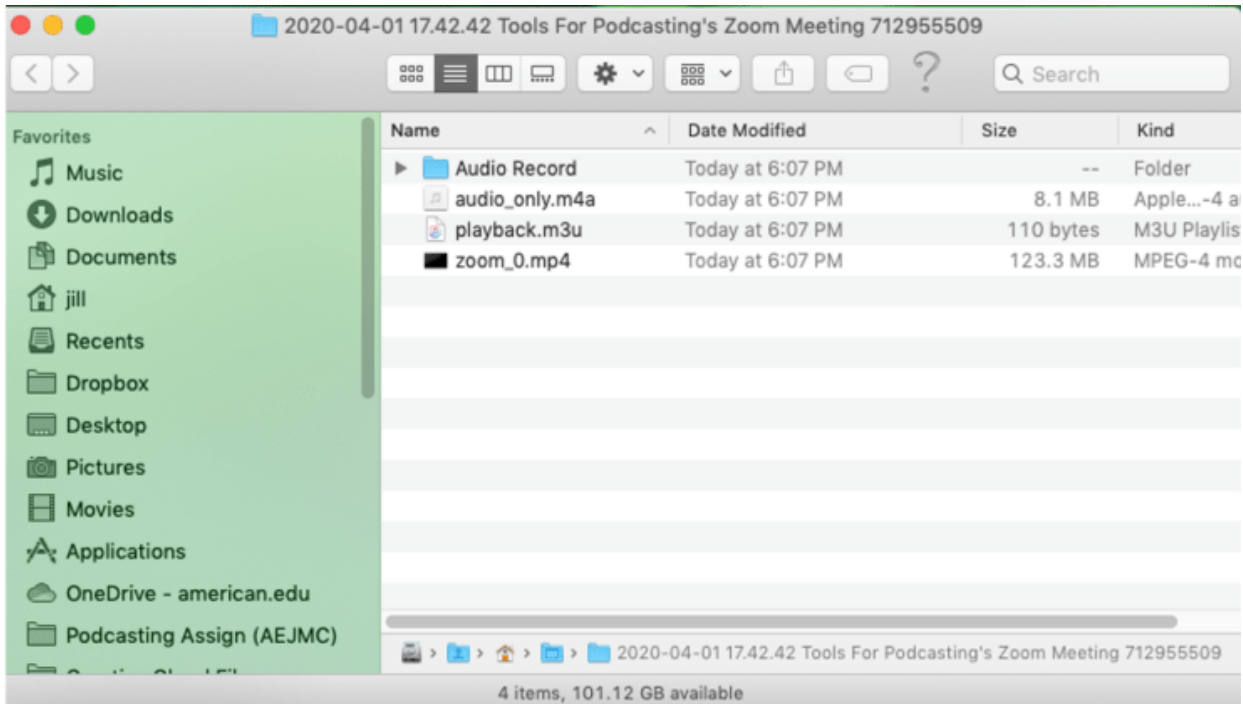 2020-04-01 17.42.42 Tools For Podcasting's Zoom Meeting 712955509
Search
Favorites
Music
Downloads
Documents
jill
Recents
Dropbox
Desktop
Pictures
Movies
Applications
OneDrive - american.edu
Podcasting Assign (AEJMC)
Name Date Modified Size Kind
Audio Record Today at 6:07 PM -- Folder
audio_only.m4a Today at 6:07 PM 8.1 MB Apple...-4 a
playback.m3u Today at 6:07 PM 110 bytes M3U Playlis
zoom_0.mp4 Today at 6:07 PM 123.3 MB MPEG-4 mo
2020-04-01 17.42.42 Tools For Podcasting's Zoom Meeting 712955509
4 items, 101.12 GB available